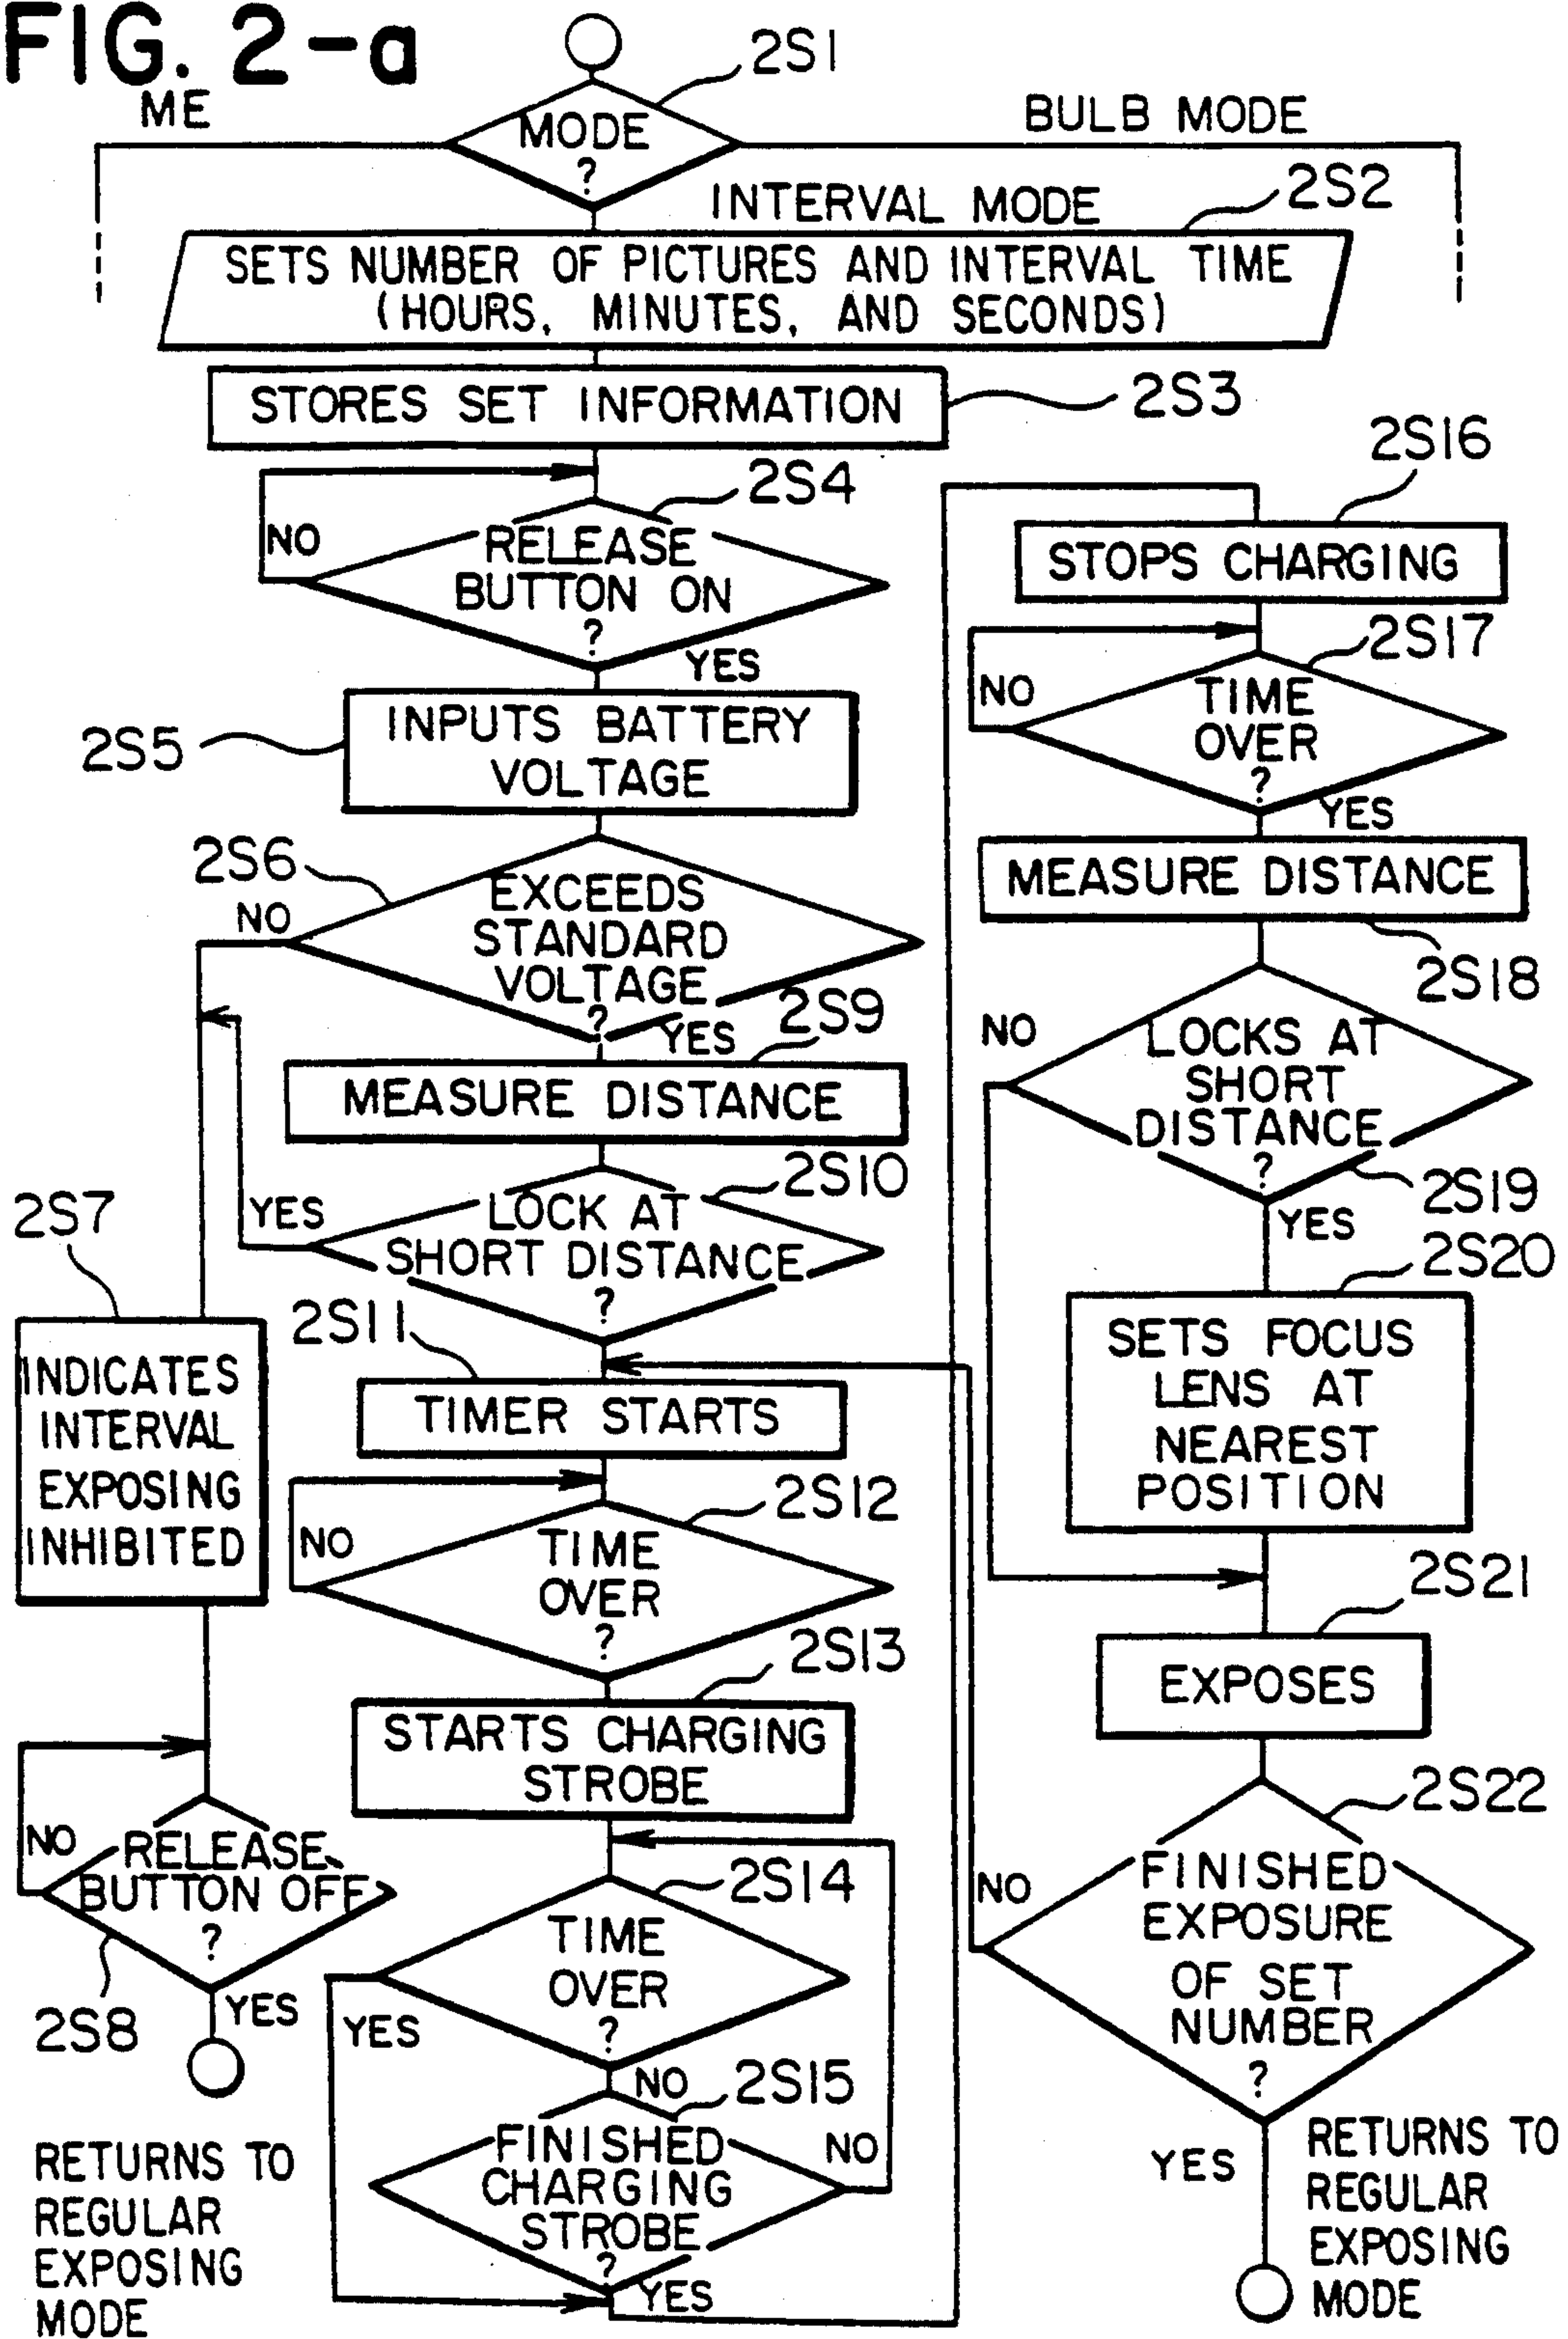 FIG. 2-a
2S1
ME
MODE
?
BULB MODE
INTERVAL MODE
2S2
SETS NUMBER OF PICTURES AND INTERVAL TIME
(HOURS, MINUTES, AND SECONDS)
STORES SET INFORMATION
2S3
2S4
NO
RELEASE
BUTTON ON
?
YES
2S5
INPUTS BATTERY
VOLTAGE
2S6
NO
EXCEEDS
STANDARD
VOLTAGE
?
YES
2S9
MEASURE DISTANCE
2S10
YES
LOCK AT
SHORT DISTANCE
?
2S7
INDICATES
INTERVAL
EXPOSING
INHIBITED
NO
RELEASE
BUTTON OFF
?
2S8
YES
RETURNS TO
REGULAR
EXPOSING
MODE
2S11
TIMER STARTS
2S12
NO
TIME
OVER
?
2S13
STARTS CHARGING
STROBE
2S14
TIME
OVER
?
YES
NO
2S15
FINISHED
CHARGING
STROBE
?
NO
YES
2S16
STOPS CHARGING
2S17
NO
TIME
OVER
?
YES
MEASURE DISTANCE
2S18
NO
LOCKS AT
SHORT
DISTANCE
?
2S19
YES
2S20
SETS FOCUS
LENS AT
NEAREST
POSITION
2S21
EXPOSES
2S22
NO
FINISHED
EXPOSURE
OF SET
NUMBER
?
YES
RETURNS TO
REGULAR
EXPOSING
MODE